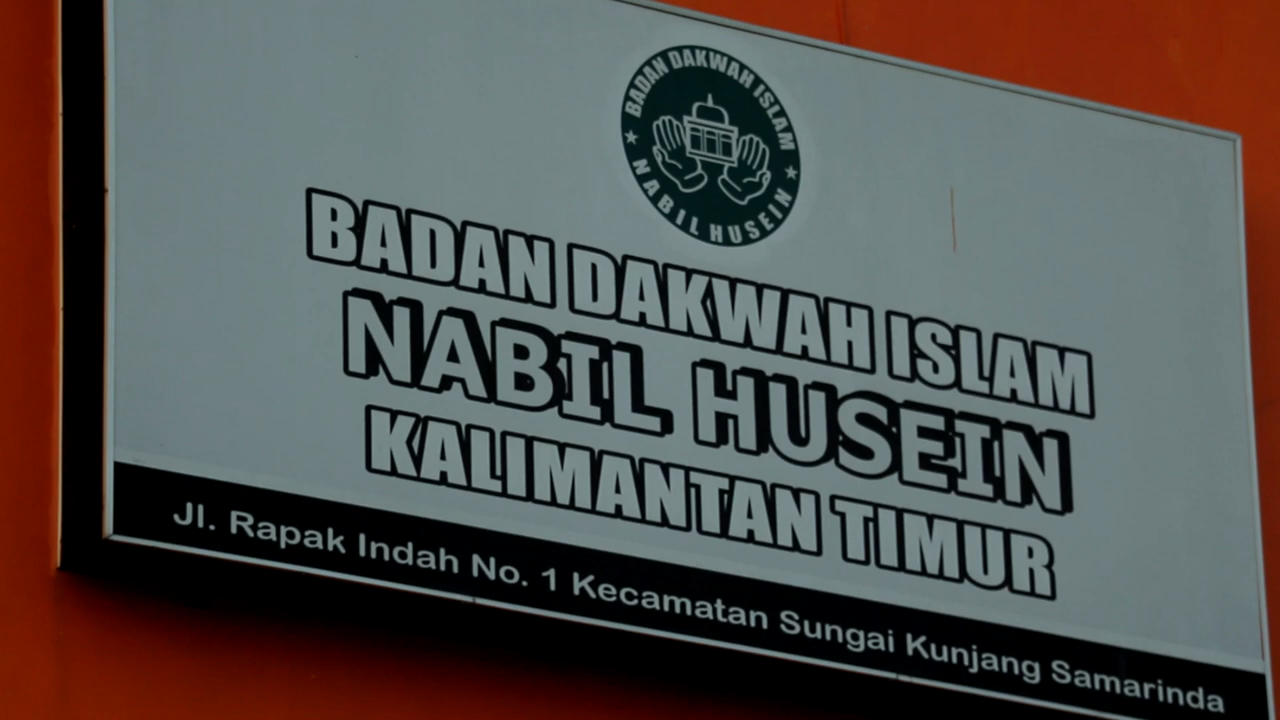 BADAN DAKWAH ISLAM
NABIL HUSEIN
BADAN DAKWAH ISLAM
NABIL HUSEIN
KALIMANTAN TIMUR
Jl. Rapak Indah No. 1 Kecamatan Sungai Kunjang Samarinda